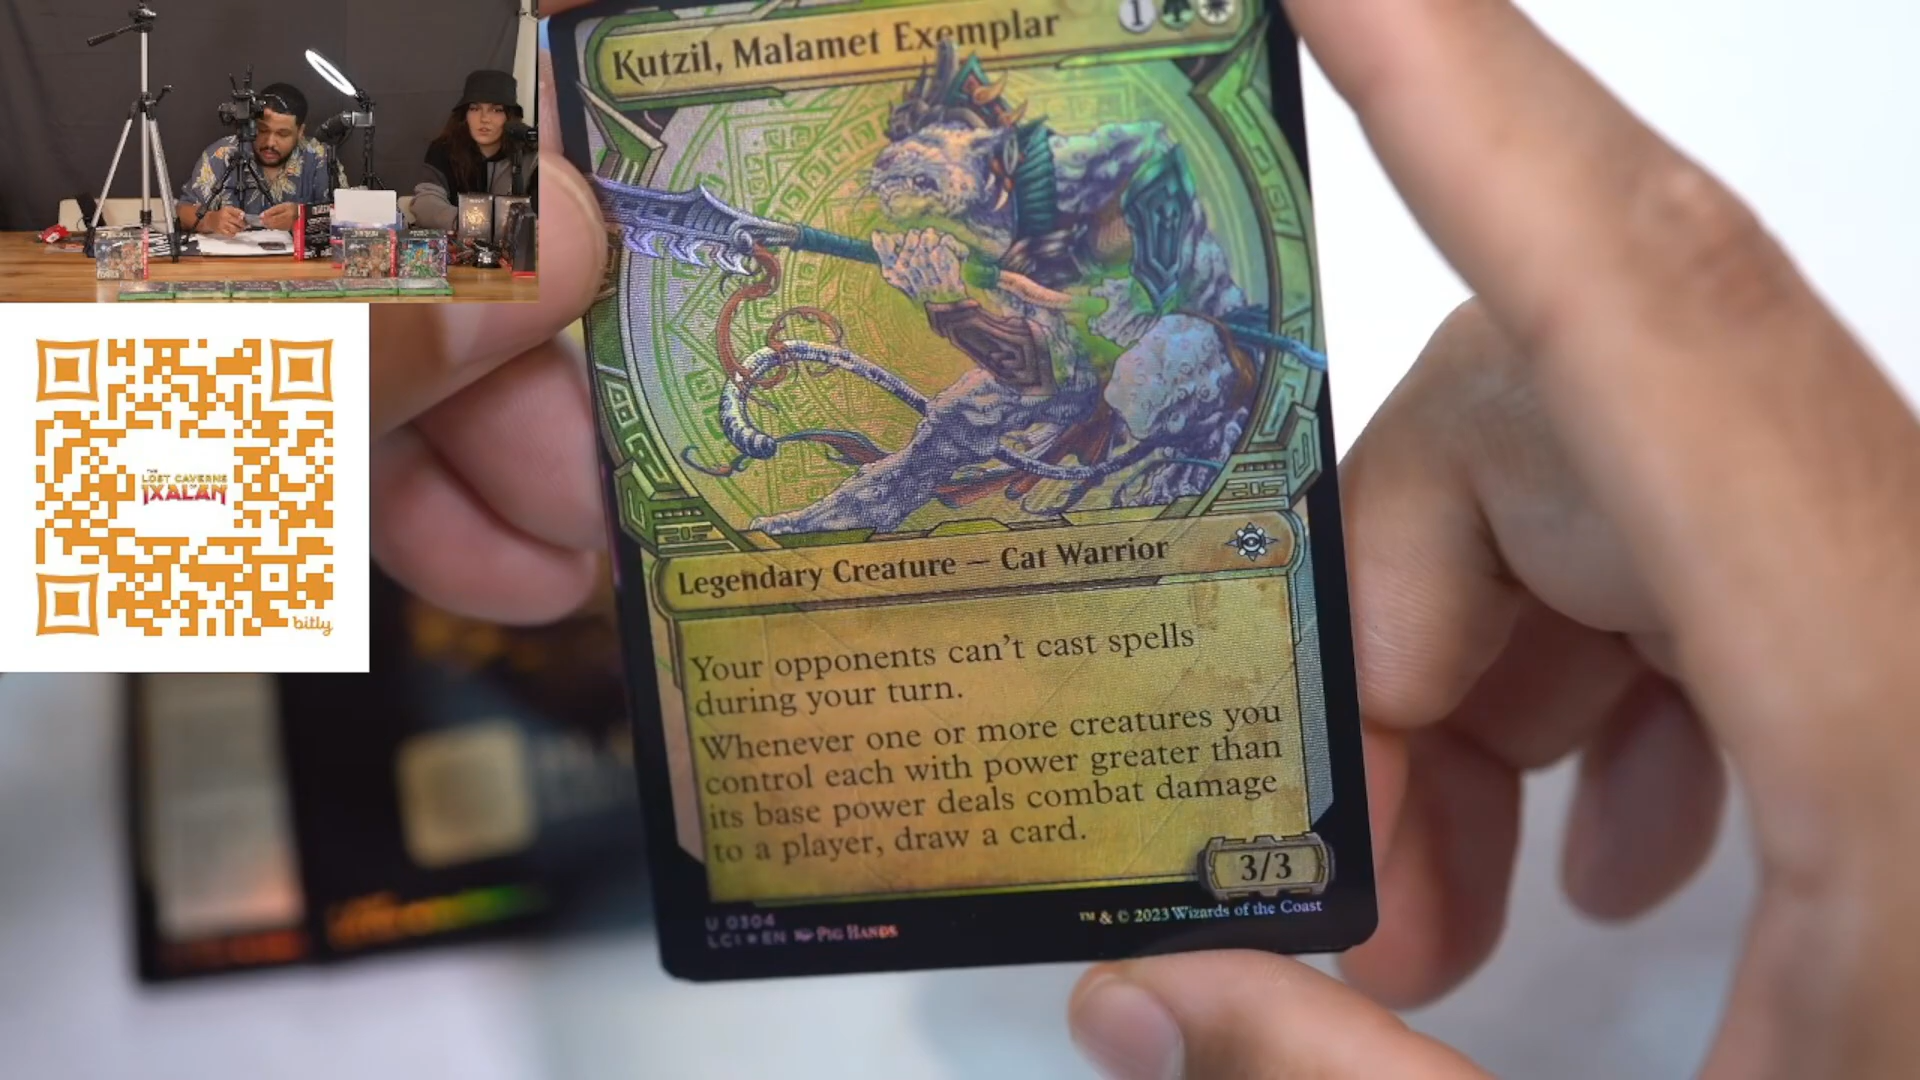 Kutzil, Malamet Exemplar
1
THE
LOST CAVERNS
IXALAN
bitly
Legendary Creature — Cat Warrior
Your opponents can't cast spells
during your turn.
Whenever one or more creatures you
control each with power greater than
its base power deals combat damage
to a player, draw a card.
3/3
U 0304
LCI ★ EN PIG HANDS
™ & © 2023 Wizards of the Coast